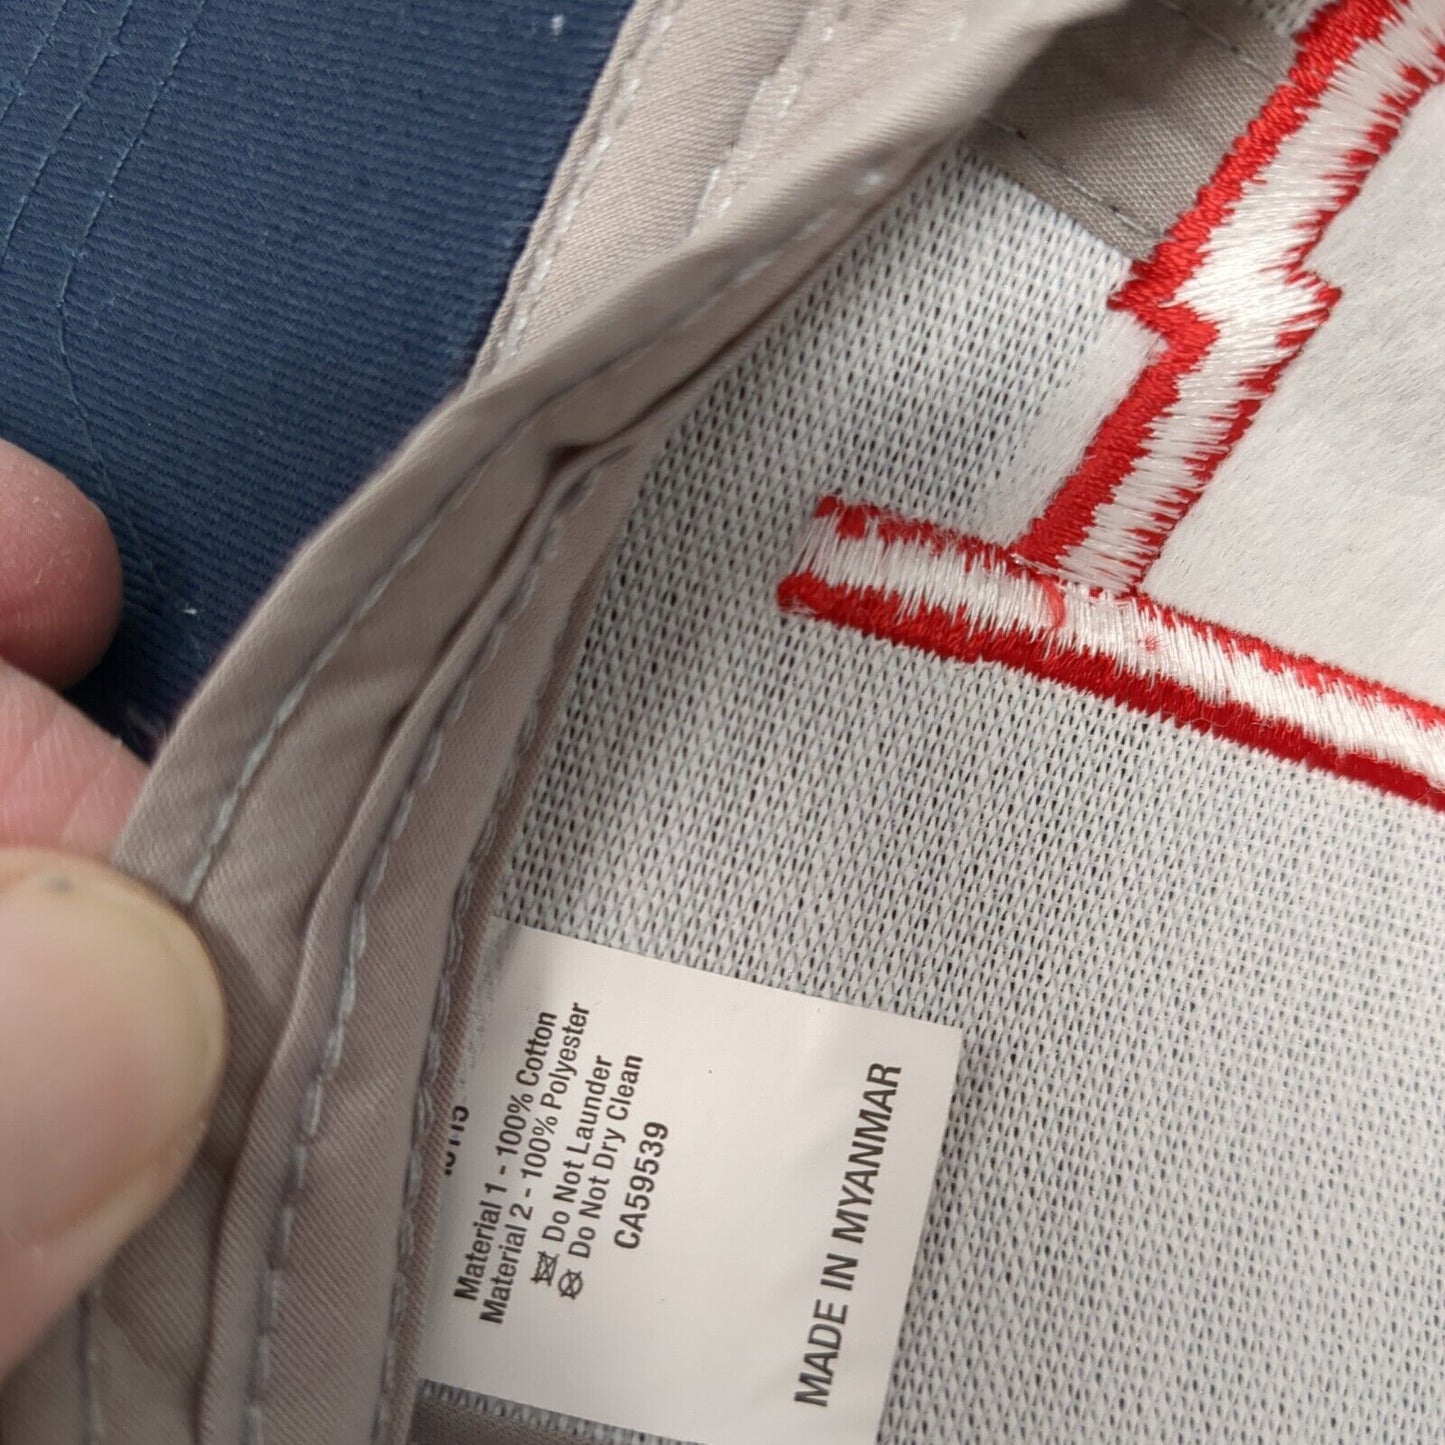 Material 1 - 100% Cotton
Material 2 - 100% Polyester
Do Not Launder
Do Not Dry Clean
CA59539
MADE IN MYANMAR